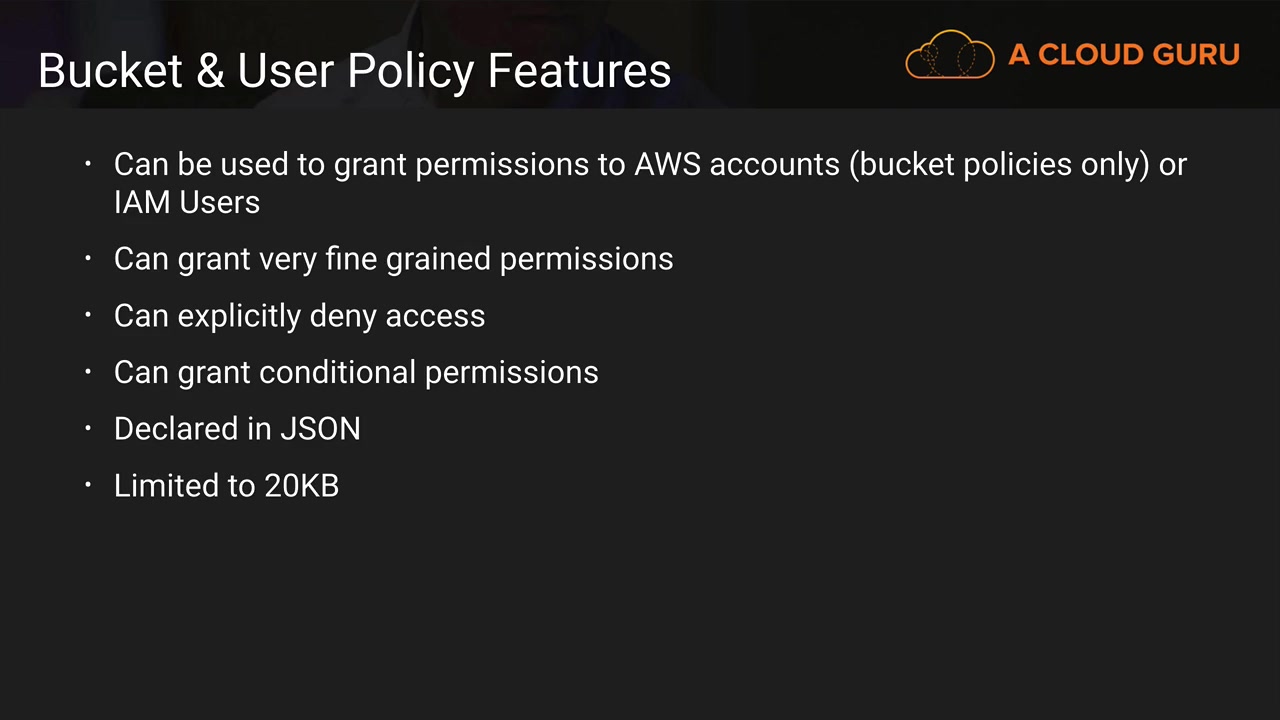 Bucket & User Policy Features
A CLOUD GURU
· Can be used to grant permissions to AWS accounts (bucket policies only) or
IAM Users
· Can grant very fine grained permissions
· Can explicitly deny access
· Can grant conditional permissions
· Declared in JSON
· Limited to 20KB